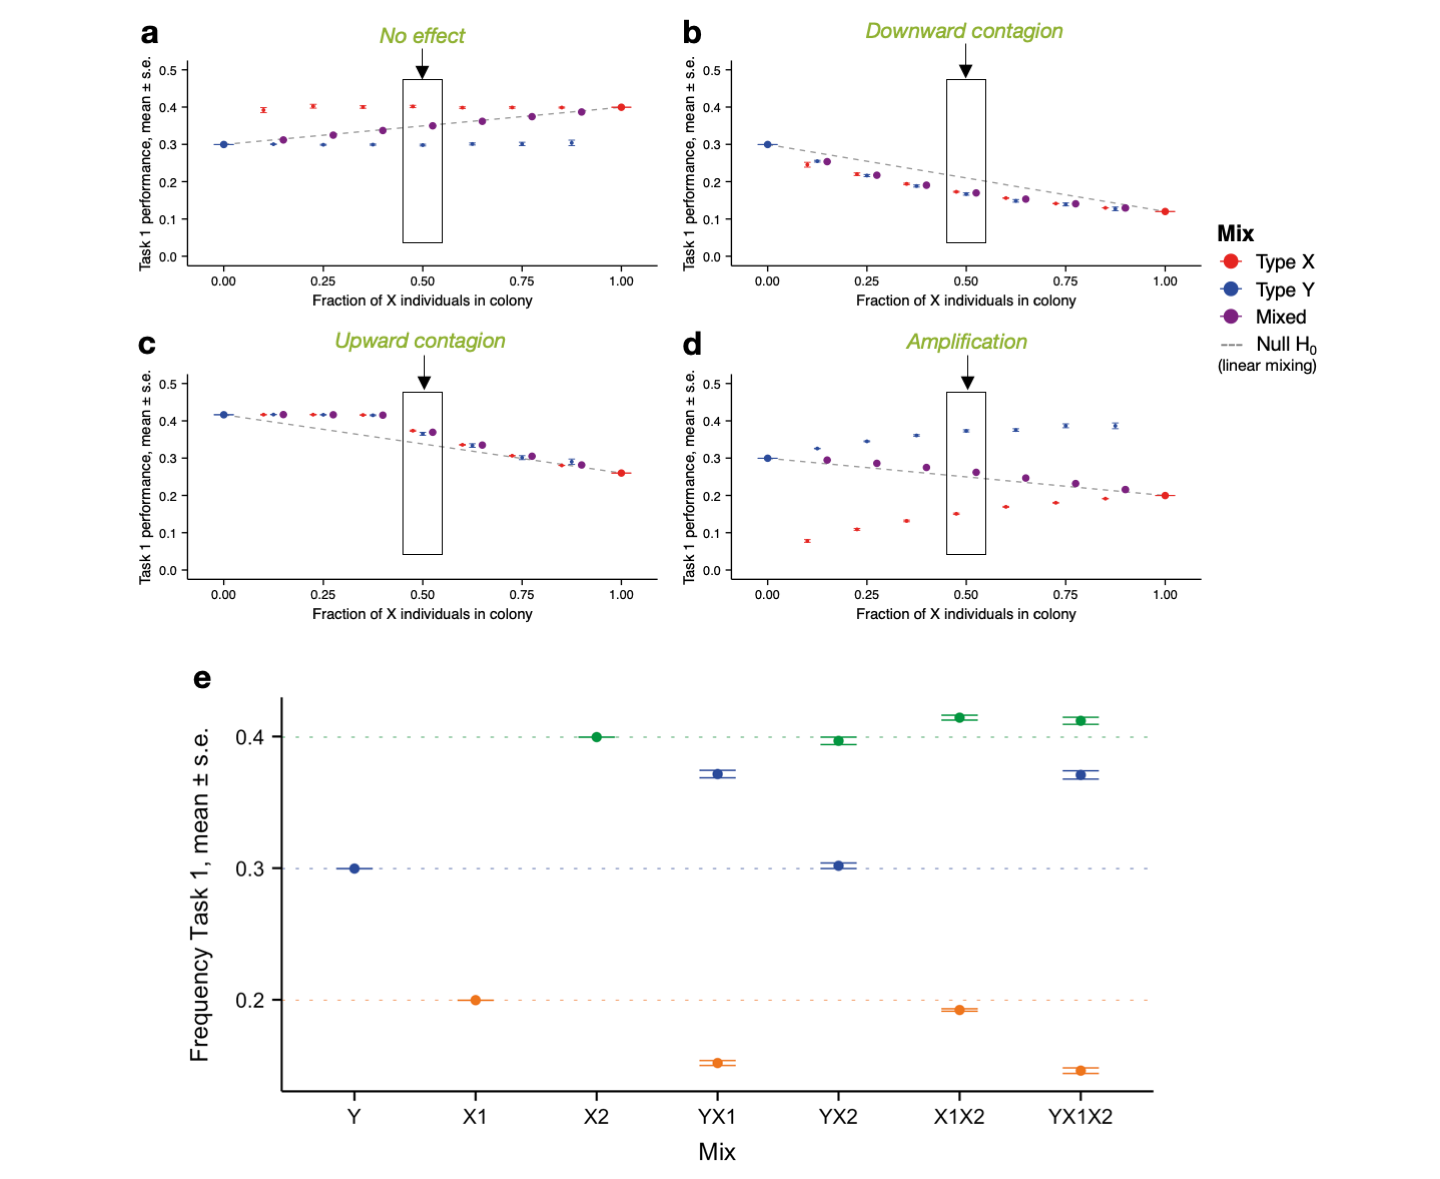 a
No effect
Task 1 performance, mean ± s.e.
0.5
0.4
0.3
0.2
0.1
0.0
0.00 0.25 0.50 0.75 1.00
Fraction of X individuals in colony
b
Downward contagion
Task 1 performance, mean ± s.e.
0.5
0.4
0.3
0.2
0.1
0.0
0.00 0.25 0.50 0.75 1.00
Fraction of X individuals in colony
Mix
Type X
Type Y
Mixed
Null H0
(linear mixing)
c
Upward contagion
Task 1 performance, mean ± s.e.
0.5
0.4
0.3
0.2
0.1
0.0
0.00 0.25 0.50 0.75 1.00
Fraction of X individuals in colony
d
Amplification
Task 1 performance, mean ± s.e.
0.5
0.4
0.3
0.2
0.1
0.0
0.00 0.25 0.50 0.75 1.00
Fraction of X individuals in colony
e
Frequency Task 1, mean ± s.e.
0.4
0.3
0.2
Y X1 X2 YX1 YX2 X1X2 YX1X2
Mix